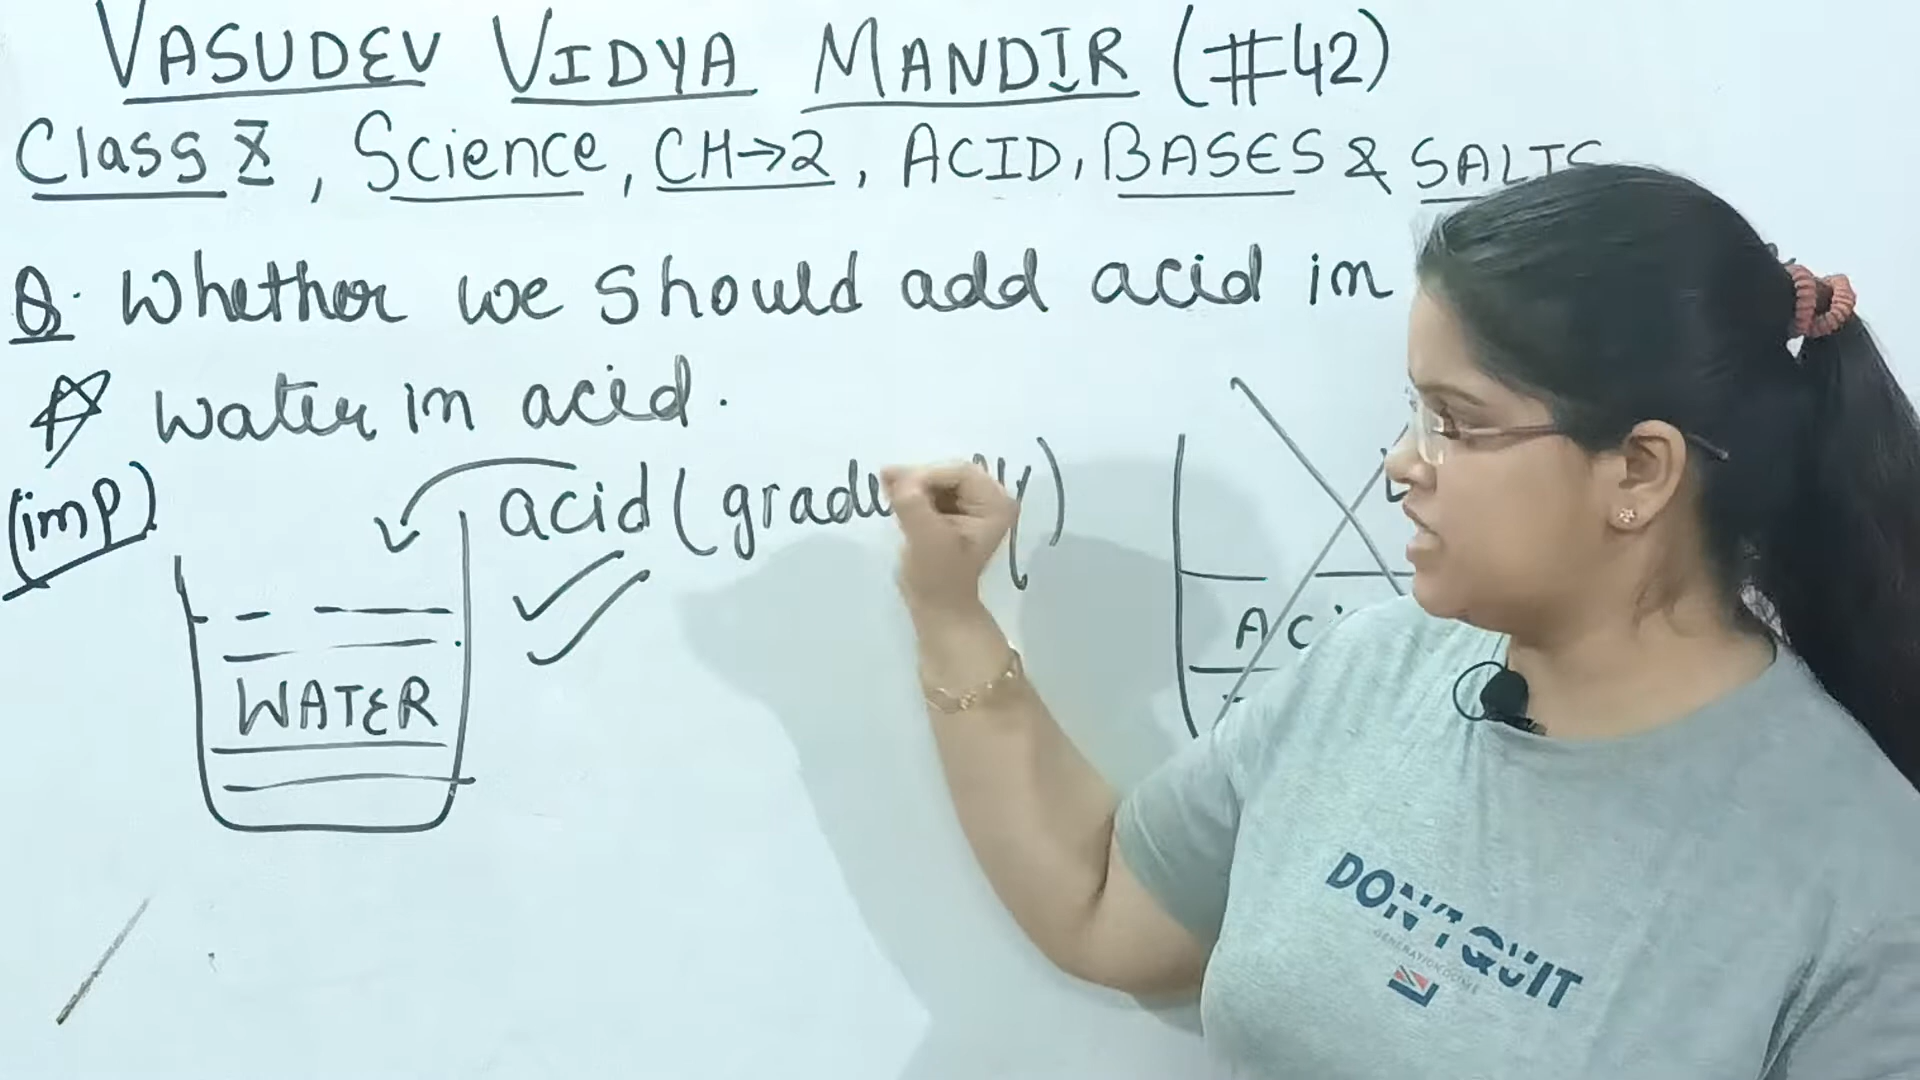 VASUDEV VIDYA MANDIR (#42)
Class X, Science, CH→2, ACID, BASES & SALTS
Q. Whether we should add acid in
water in acid.
(imp)
acid (gradually)
WATER
DON'T QUIT